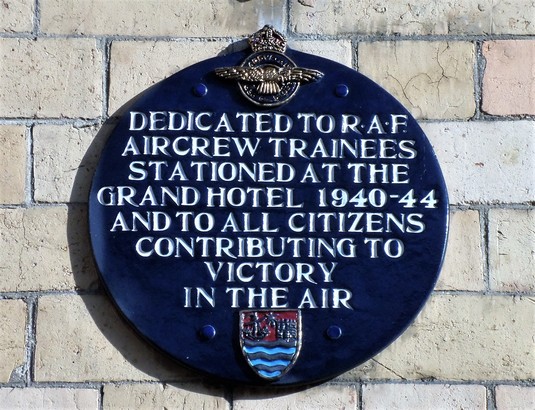 DEDICATED TO R·A·F.
AIRCREW TRAINEES
STATIONED AT THE
GRAND HOTEL 1940-44
AND TO ALL CITIZENS
CONTRIBUTING TO
VICTORY
IN THE AIR